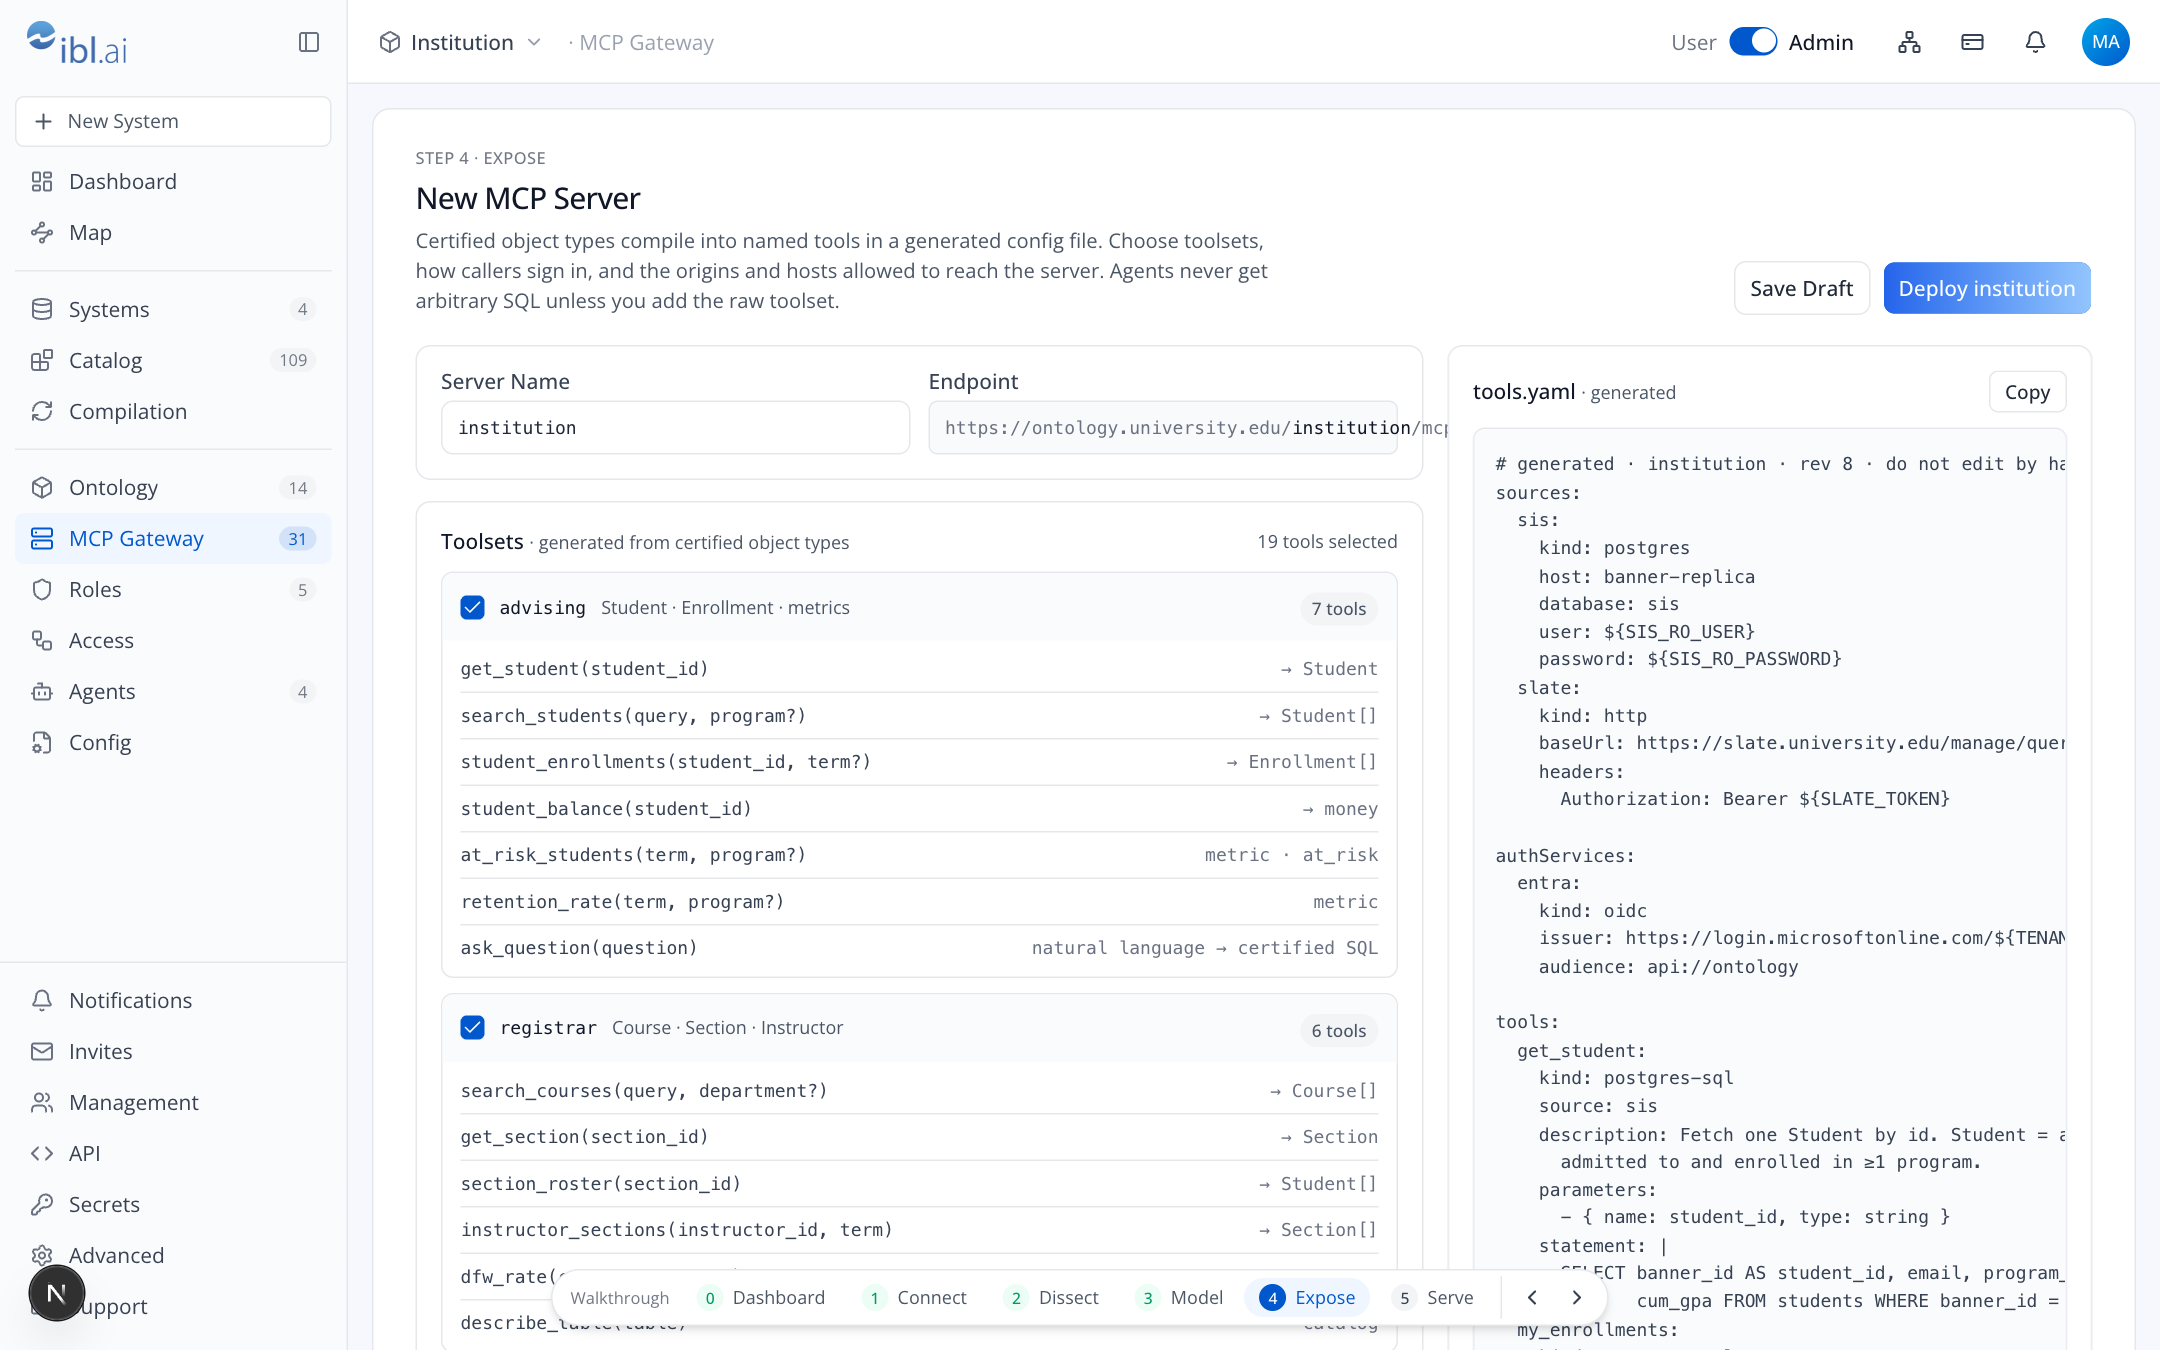 ibl.ai
New System
Dashboard
Map
Systems 4
Catalog 109
Compilation
Ontology 14
MCP Gateway 31
Roles 5
Access
Agents 4
Config
Notifications
Invites
Management
API
Secrets
Advanced
N upport
Institution · MCP Gateway
User Admin MA
STEP 4 · EXPOSE
New MCP Server
Certified object types compile into named tools in a generated config file. Choose toolsets,
how callers sign in, and the origins and hosts allowed to reach the server. Agents never get
arbitrary SQL unless you add the raw toolset.
Save Draft Deploy institution
Server Name Endpoint
institution https://ontology.university.edu/institution/mcp
Toolsets · generated from certified object types 19 tools selected
advising Student · Enrollment · metrics 7 tools
get_student(student_id) → Student
search_students(query, program?) → Student[]
student_enrollments(student_id, term?) → Enrollment[]
student_balance(student_id) → money
at_risk_students(term, program?) metric · at_risk
retention_rate(term, program?) metric
ask_question(question) natural language → certified SQL
registrar Course · Section · Instructor 6 tools
search_courses(query, department?) → Course[]
get_section(section_id) → Section
section_roster(section_id) → Student[]
instructor_sections(instructor_id, term) → Section[]
dfw_rate(
describe_table(table) catalog
tools.yaml · generated Copy
# generated · institution · rev 8 · do not edit by ha
sources:
sis:
kind: postgres
host: banner-replica
database: sis
user: ${SIS_RO_USER}
password: ${SIS_RO_PASSWORD}
slate:
kind: http
baseUrl: https://slate.university.edu/manage/quer
headers:
Authorization: Bearer ${SLATE_TOKEN}
authServices:
entra:
kind: oidc
issuer: https://login.microsoftonline.com/${TENAN
audience: api://ontology
tools:
get_student:
kind: postgres-sql
source: sis
description: Fetch one Student by id. Student = a
admitted to and enrolled in ≥1 program.
parameters:
- { name: student_id, type: string }
statement: |
SELECT banner_id AS student_id, email, program_
cum_gpa FROM students WHERE banner_id =
my_enrollments:
Walkthrough 0 Dashboard 1 Connect 2 Dissect 3 Model 4 Expose 5 Serve